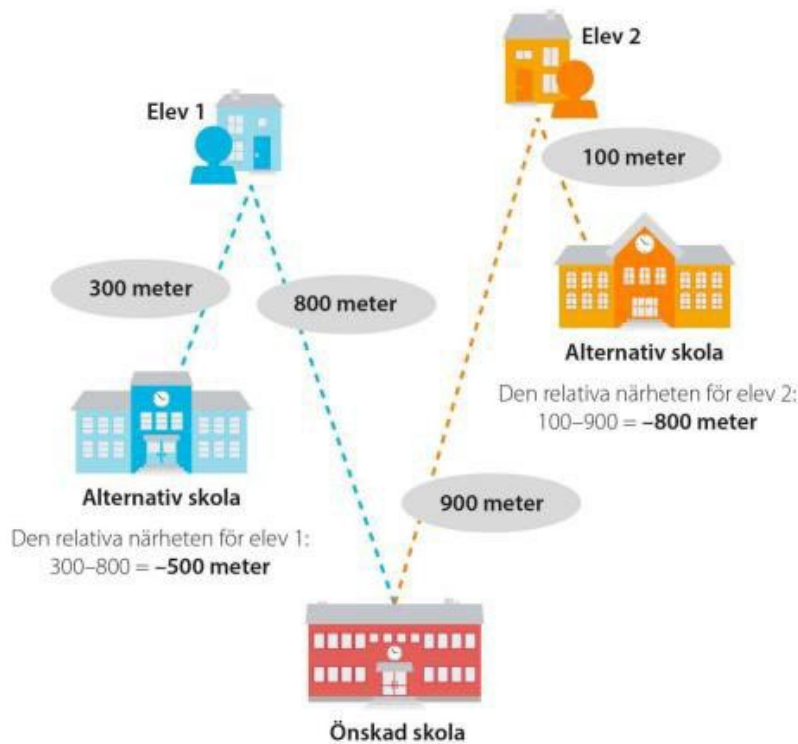 Elev 2
Elev 1
100 meter
300 meter
800 meter
Alternativ skola
Den relativa närheten för elev 2:
100–900 = –800 meter
Alternativ skola
900 meter
Den relativa närheten för elev 1:
300–800 = –500 meter
Önskad skola